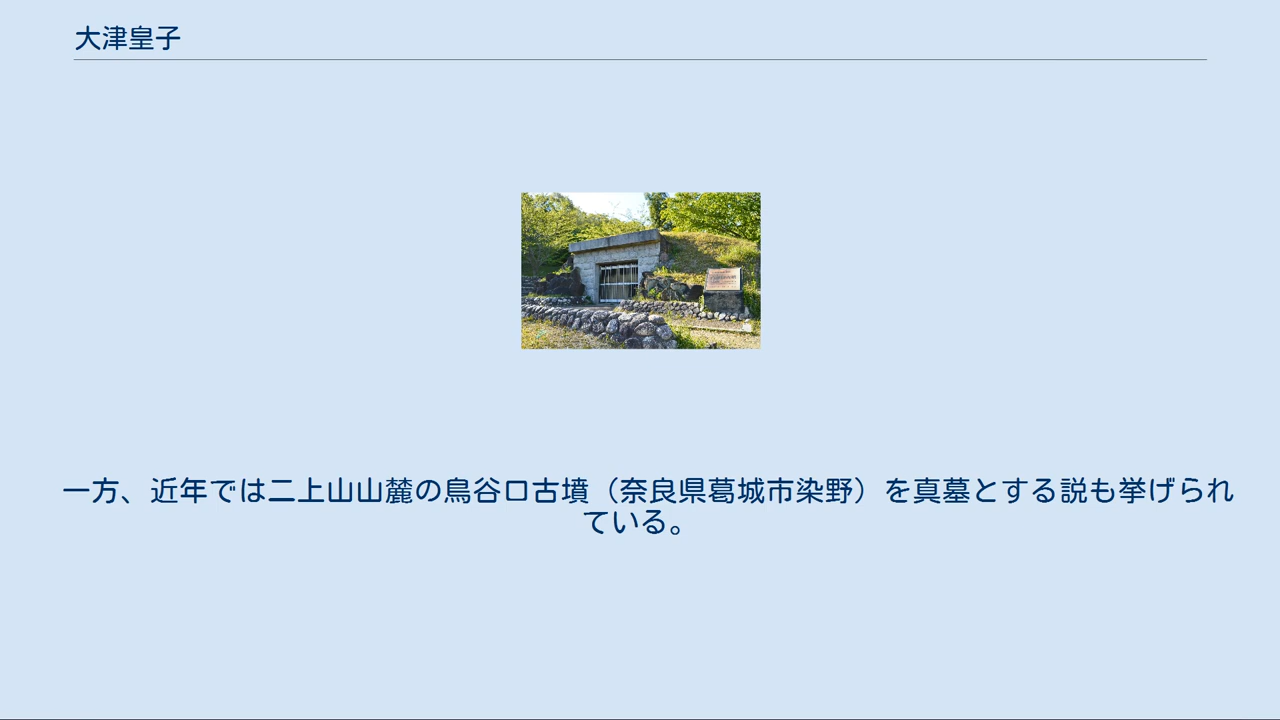 大津皇子
一方、近年では二上山山麓の鳥谷口古墳（奈良県葛城市染野）を真墓とする説も挙げられ
ている。